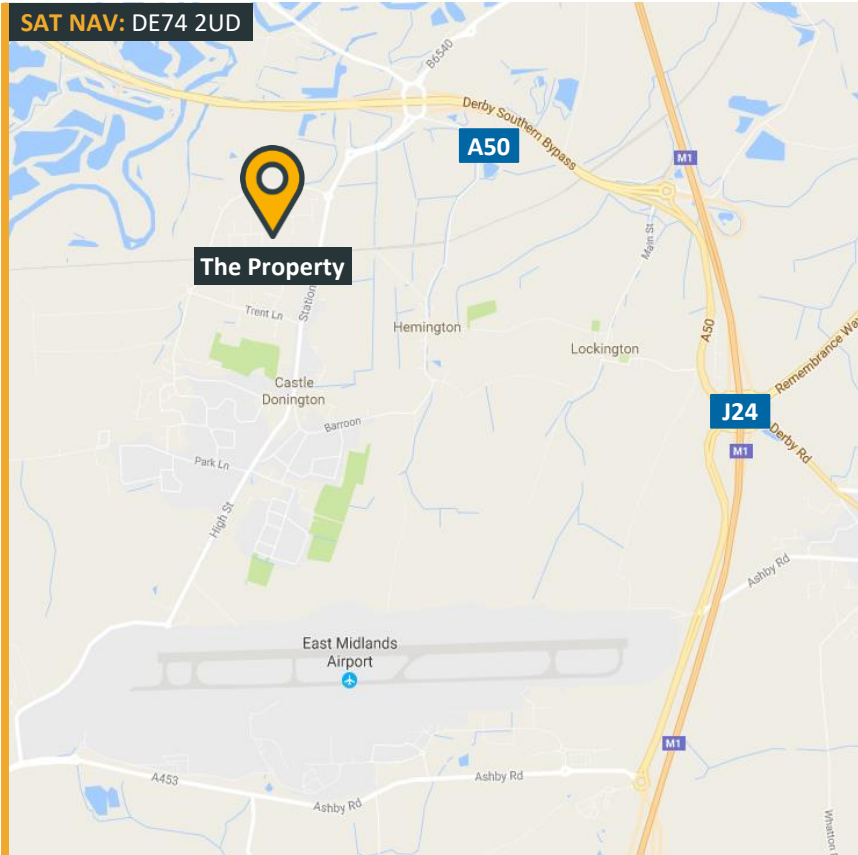 SAT NAV: DE74 2UD
B6540
Derby Southern Bypass
A50
M1
The Property
Main St
Station
Trent Ln
Hemington
Lockington
A50
Remembrance Way
Castle
Donington
J24
Barroon
Derby Rd
M1
Park Ln
High St
Ashby Rd
East Midlands
Airport
M1
A453
Ashby Rd
Ashby Rd
Whatton